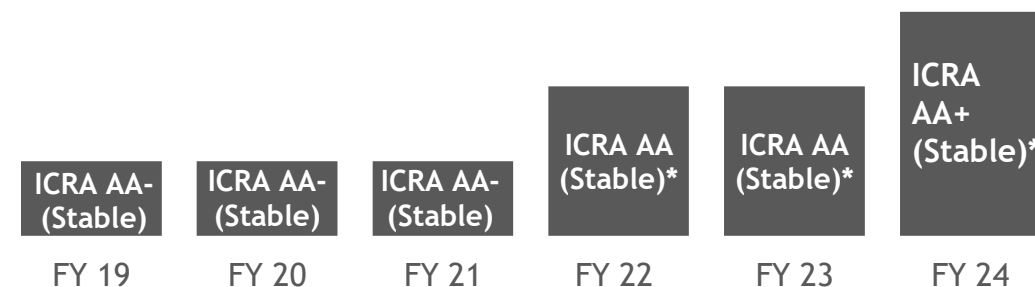 ICRA AA-
(Stable)
ICRA AA-
(Stable)
ICRA AA-
(Stable)
ICRA AA
(Stable)*
ICRA AA
(Stable)*
ICRA
AA+
(Stable)*
FY 19
FY 20
FY 21
FY 22
FY 23
FY 24